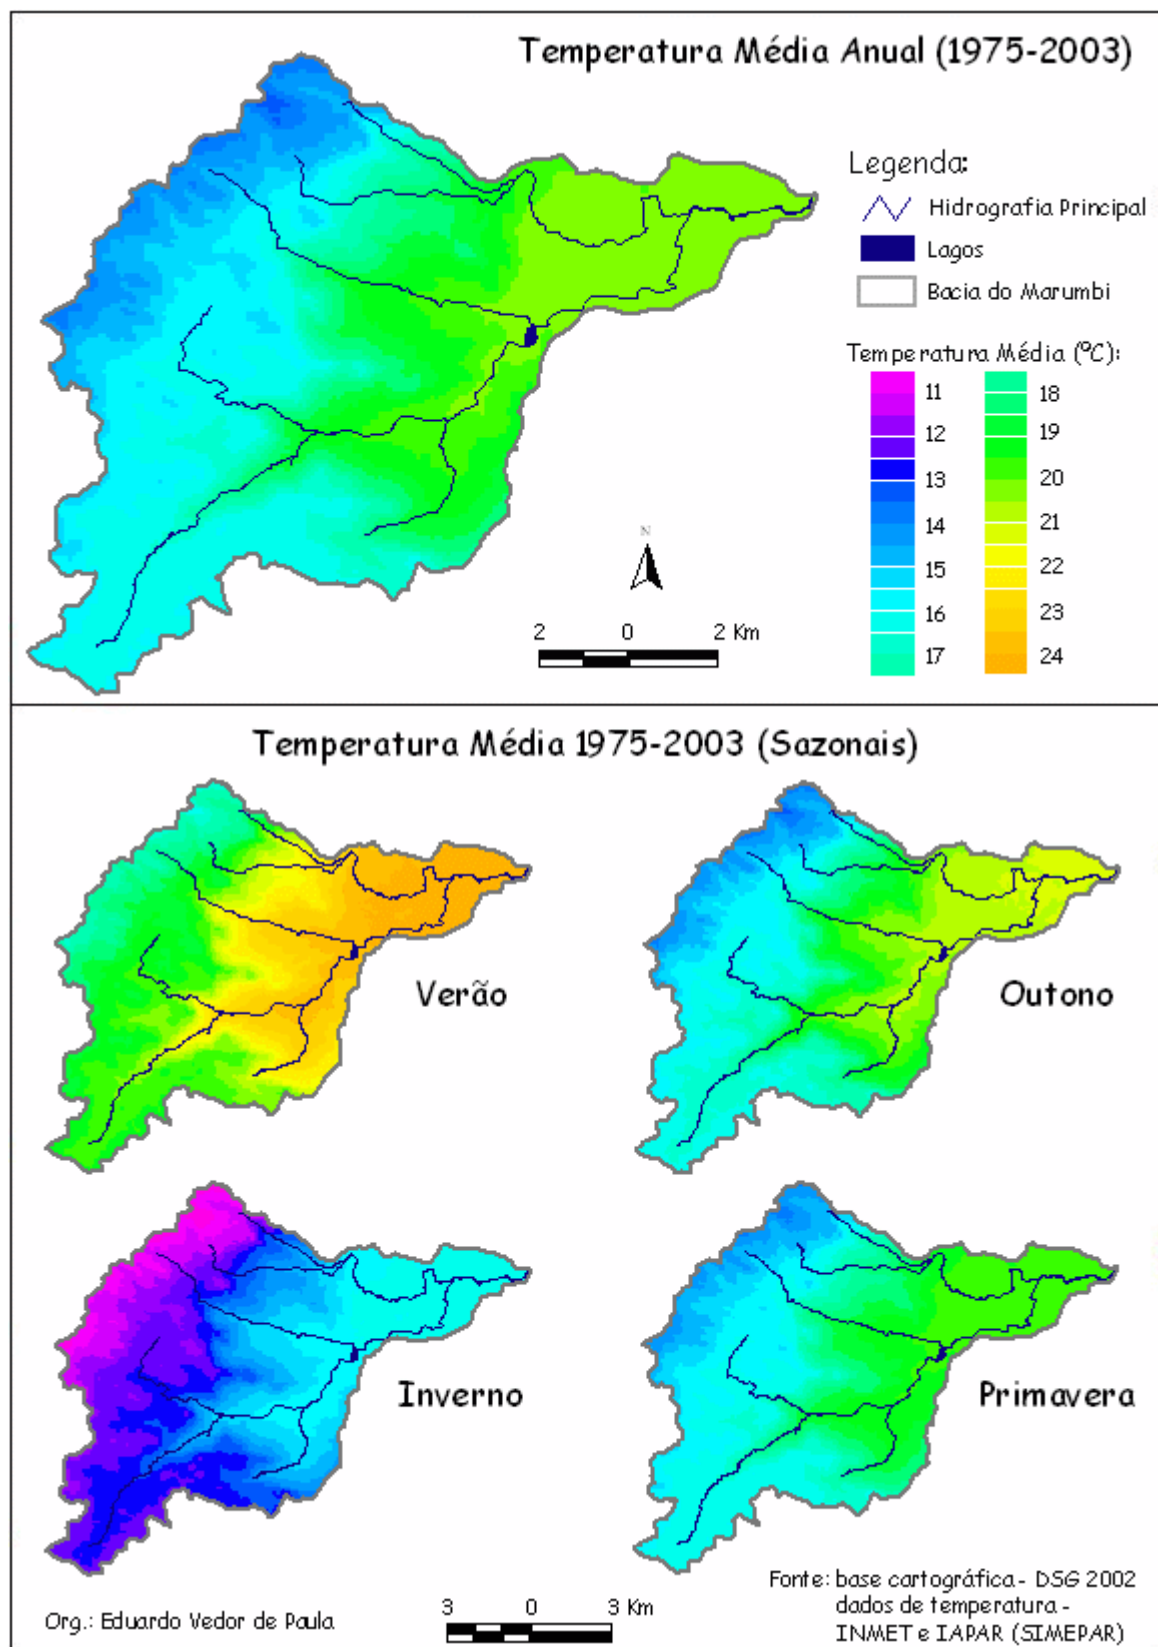 Temperatura Média Anual (1975-2003)
Legenda:
Hidrografia Principal
Lagos
Bacia do Marumbi
Temperatura Média (ºC):
11
12
13
14
15
16
17
18
19
20
21
22
23
24
N
2 0 2 Km
Temperatura Média 1975-2003 (Sazonais)
Verão
Outono
Inverno
Primavera
Org.: Eduardo Vedor de Paula
3 0 3 Km
Fonte: base cartográfica - DSG 2002
dados de temperatura -
INMET e IAPAR (SIMEPAR)